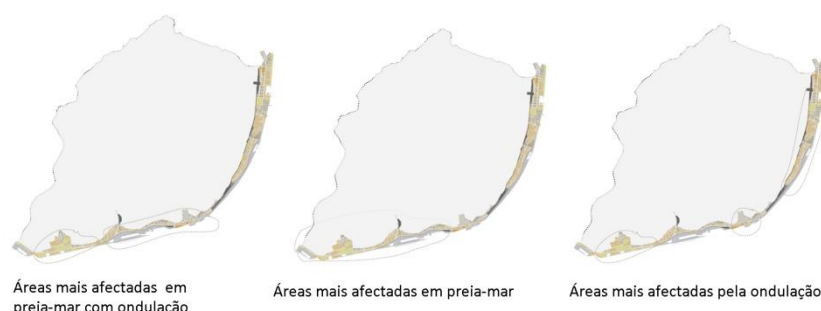 Áreas mais afectadas em
preia-mar com ondulação
Áreas mais afectadas em preia-mar
Áreas mais afectadas pela ondulação